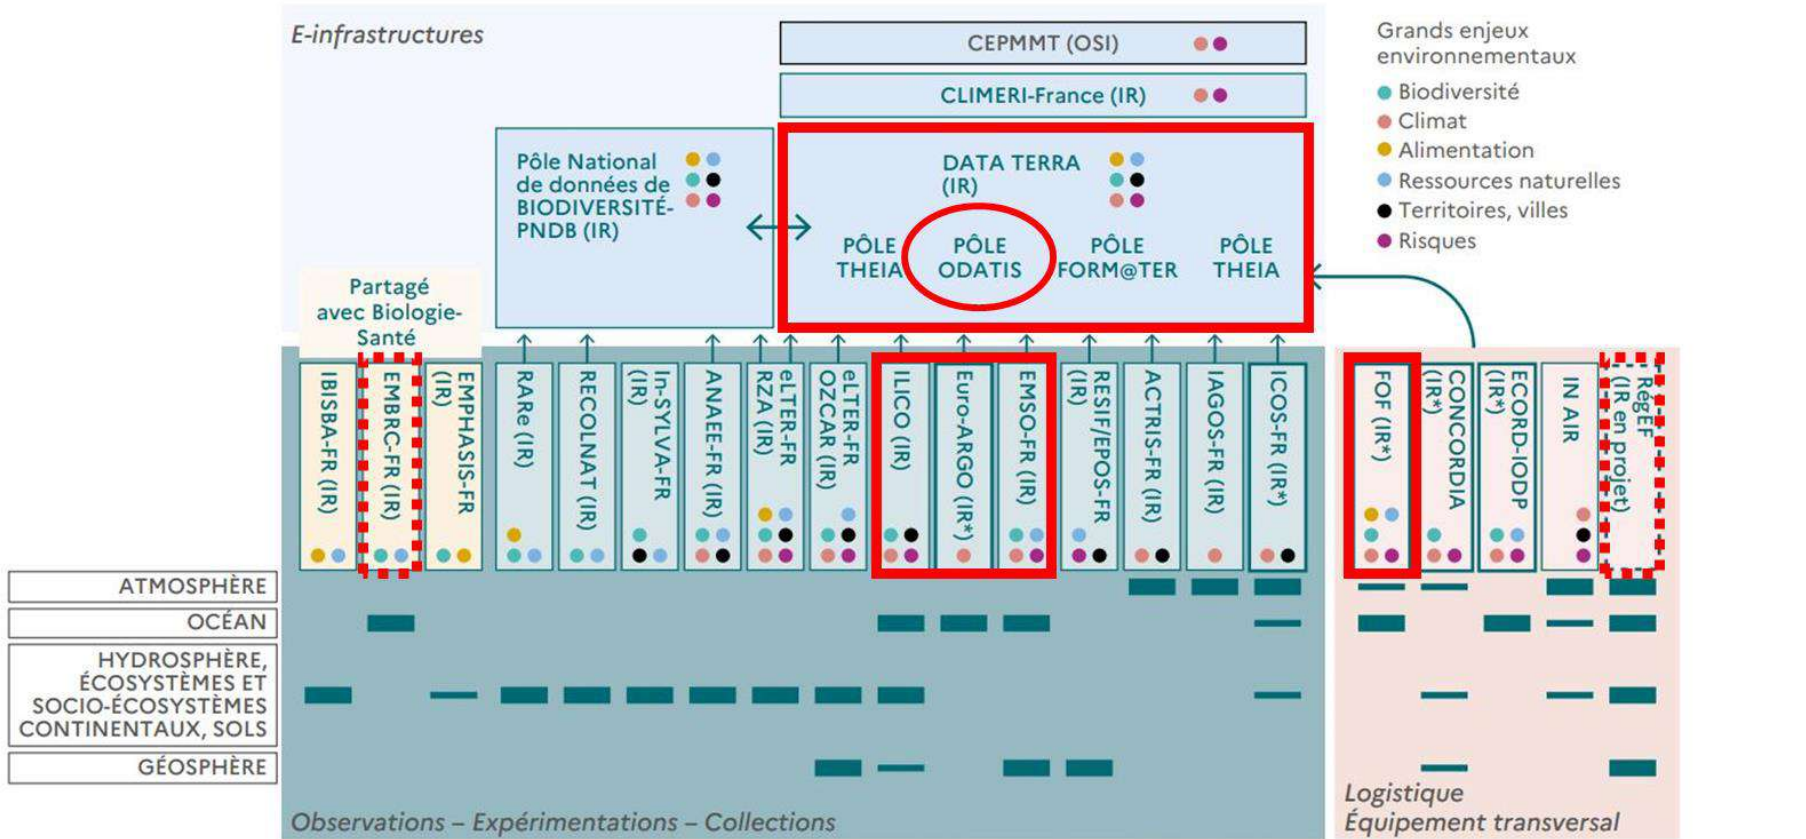 E-infrastructures
CEPMMT (OSI)
CLIMERI-France (IR)
Pôle National
de données de
BIODIVERSITÉ-
PNDB (IR)
DATA TERRA
(IR)
PÔLE
THEIA
PÔLE
ODATIS
PÔLE
FORM@TER
PÔLE
THEIA
Grands enjeux
environnementaux
Biodiversité
Climat
Alimentation
Ressources naturelles
Territoires, villes
Risques
Partagé
avec Biologie-
Santé
IBISBA-FR (IR)
EMBRC-FR (IR)
EMPHASIS-FR
(IR)
RARe (IR)
RECOLNAT (IR)
In-SYLVA-FR
(IR)
ANAEE-FR (IR)
eLTER-FR
RZA (IR)
eLTER-FR
OZCAR (IR)
ILICO (IR)
Euro-ARGO (IR*)
EMSO-FR (IR)
RESIF/EPOS-FR
(IR)
ACTRIS-FR (IR)
IAGOS-FR (IR)
ICOS-FR (IR*)
FOF (IR*)
CONCORDIA
(IR*)
ECORD-IODP
(IR*)
IN AIR
RégEF
(IR en projet)
ATMOSPHÈRE
OCÉAN
HYDROSPHÈRE,
ÉCOSYSTÈMES ET
SOCIO-ÉCOSYSTÈMES
CONTINENTAUX, SOLS
GÉOSPHÈRE
Observations – Expérimentations – Collections
Logistique
Équipement transversal